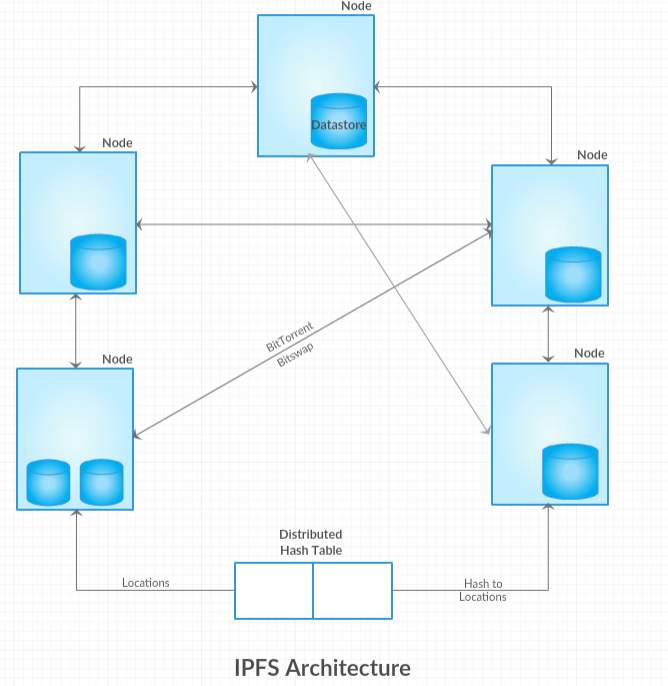 Node
Datastore
Node
Node
BitTorrent
Bitswap
Node
Node
Distributed
Hash Table
Locations
Hash to
Locations
IPFS Architecture